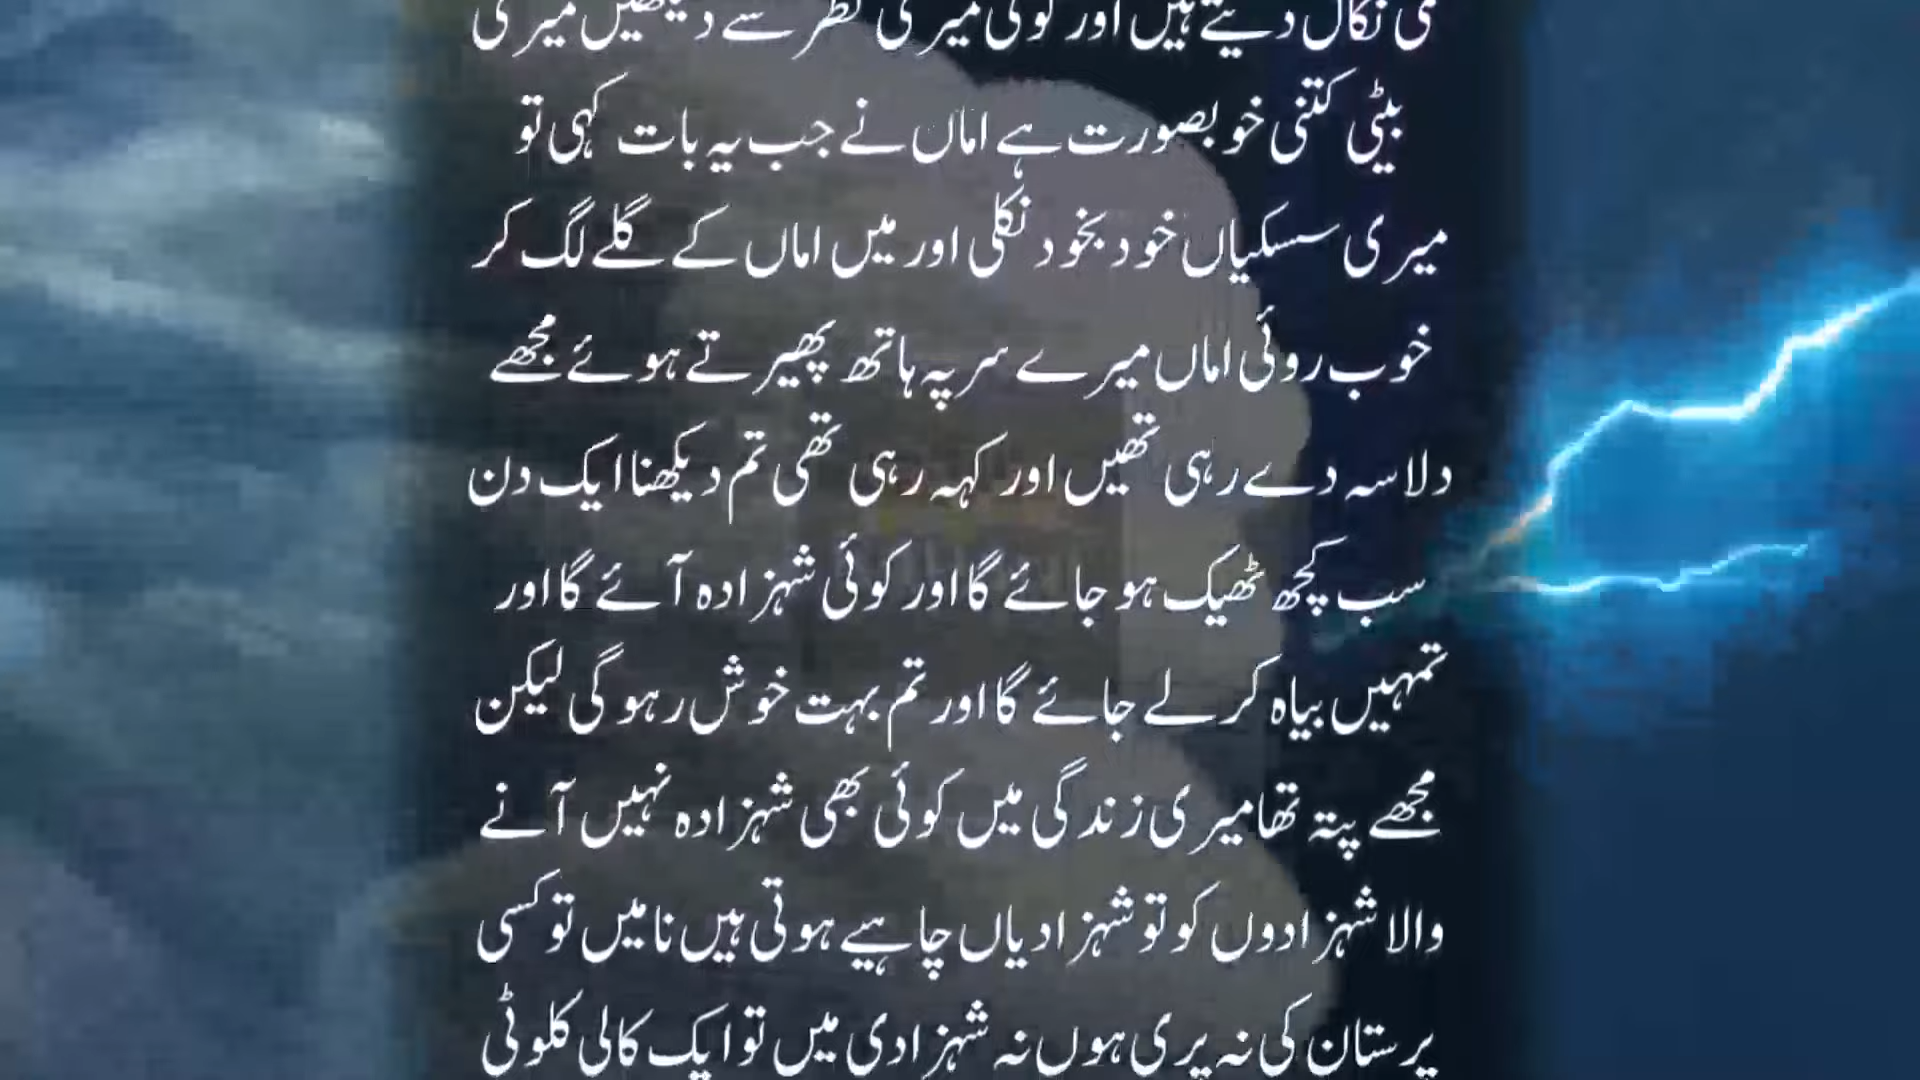 ہی نکال دیتے ہیں اور کوئی میری نظر سے دیکھیں میری
بیٹی کتنی خوبصورت ہے اماں نے جب یہ بات کہی تو
میری سسکیاں خود بخود نکلی اور میں اماں کے گلے لگ کر
خوب روئی اماں میرے سر پہ ہاتھ پھیرتے ہوئے مجھے
دلاسہ دے رہی تھیں اور کہہ رہی تھی تم دیکھنا ایک دن
سب کچھ ٹھیک ہو جائے گا اور کوئی شہزادہ آئے گا اور
تمہیں بیاہ کر لے جائے گا اور تم بہت خوش رہو گی لیکن
مجھے پتہ تھا میری زندگی میں کوئی بھی شہزادہ نہیں آنے
والا شہزادوں کو تو شہزادیاں چاہیے ہوتی ہیں نا میں تو کسی
پرستان کی نہ پری ہوں نہ شہزادی میں تو ایک کالی کلوٹی